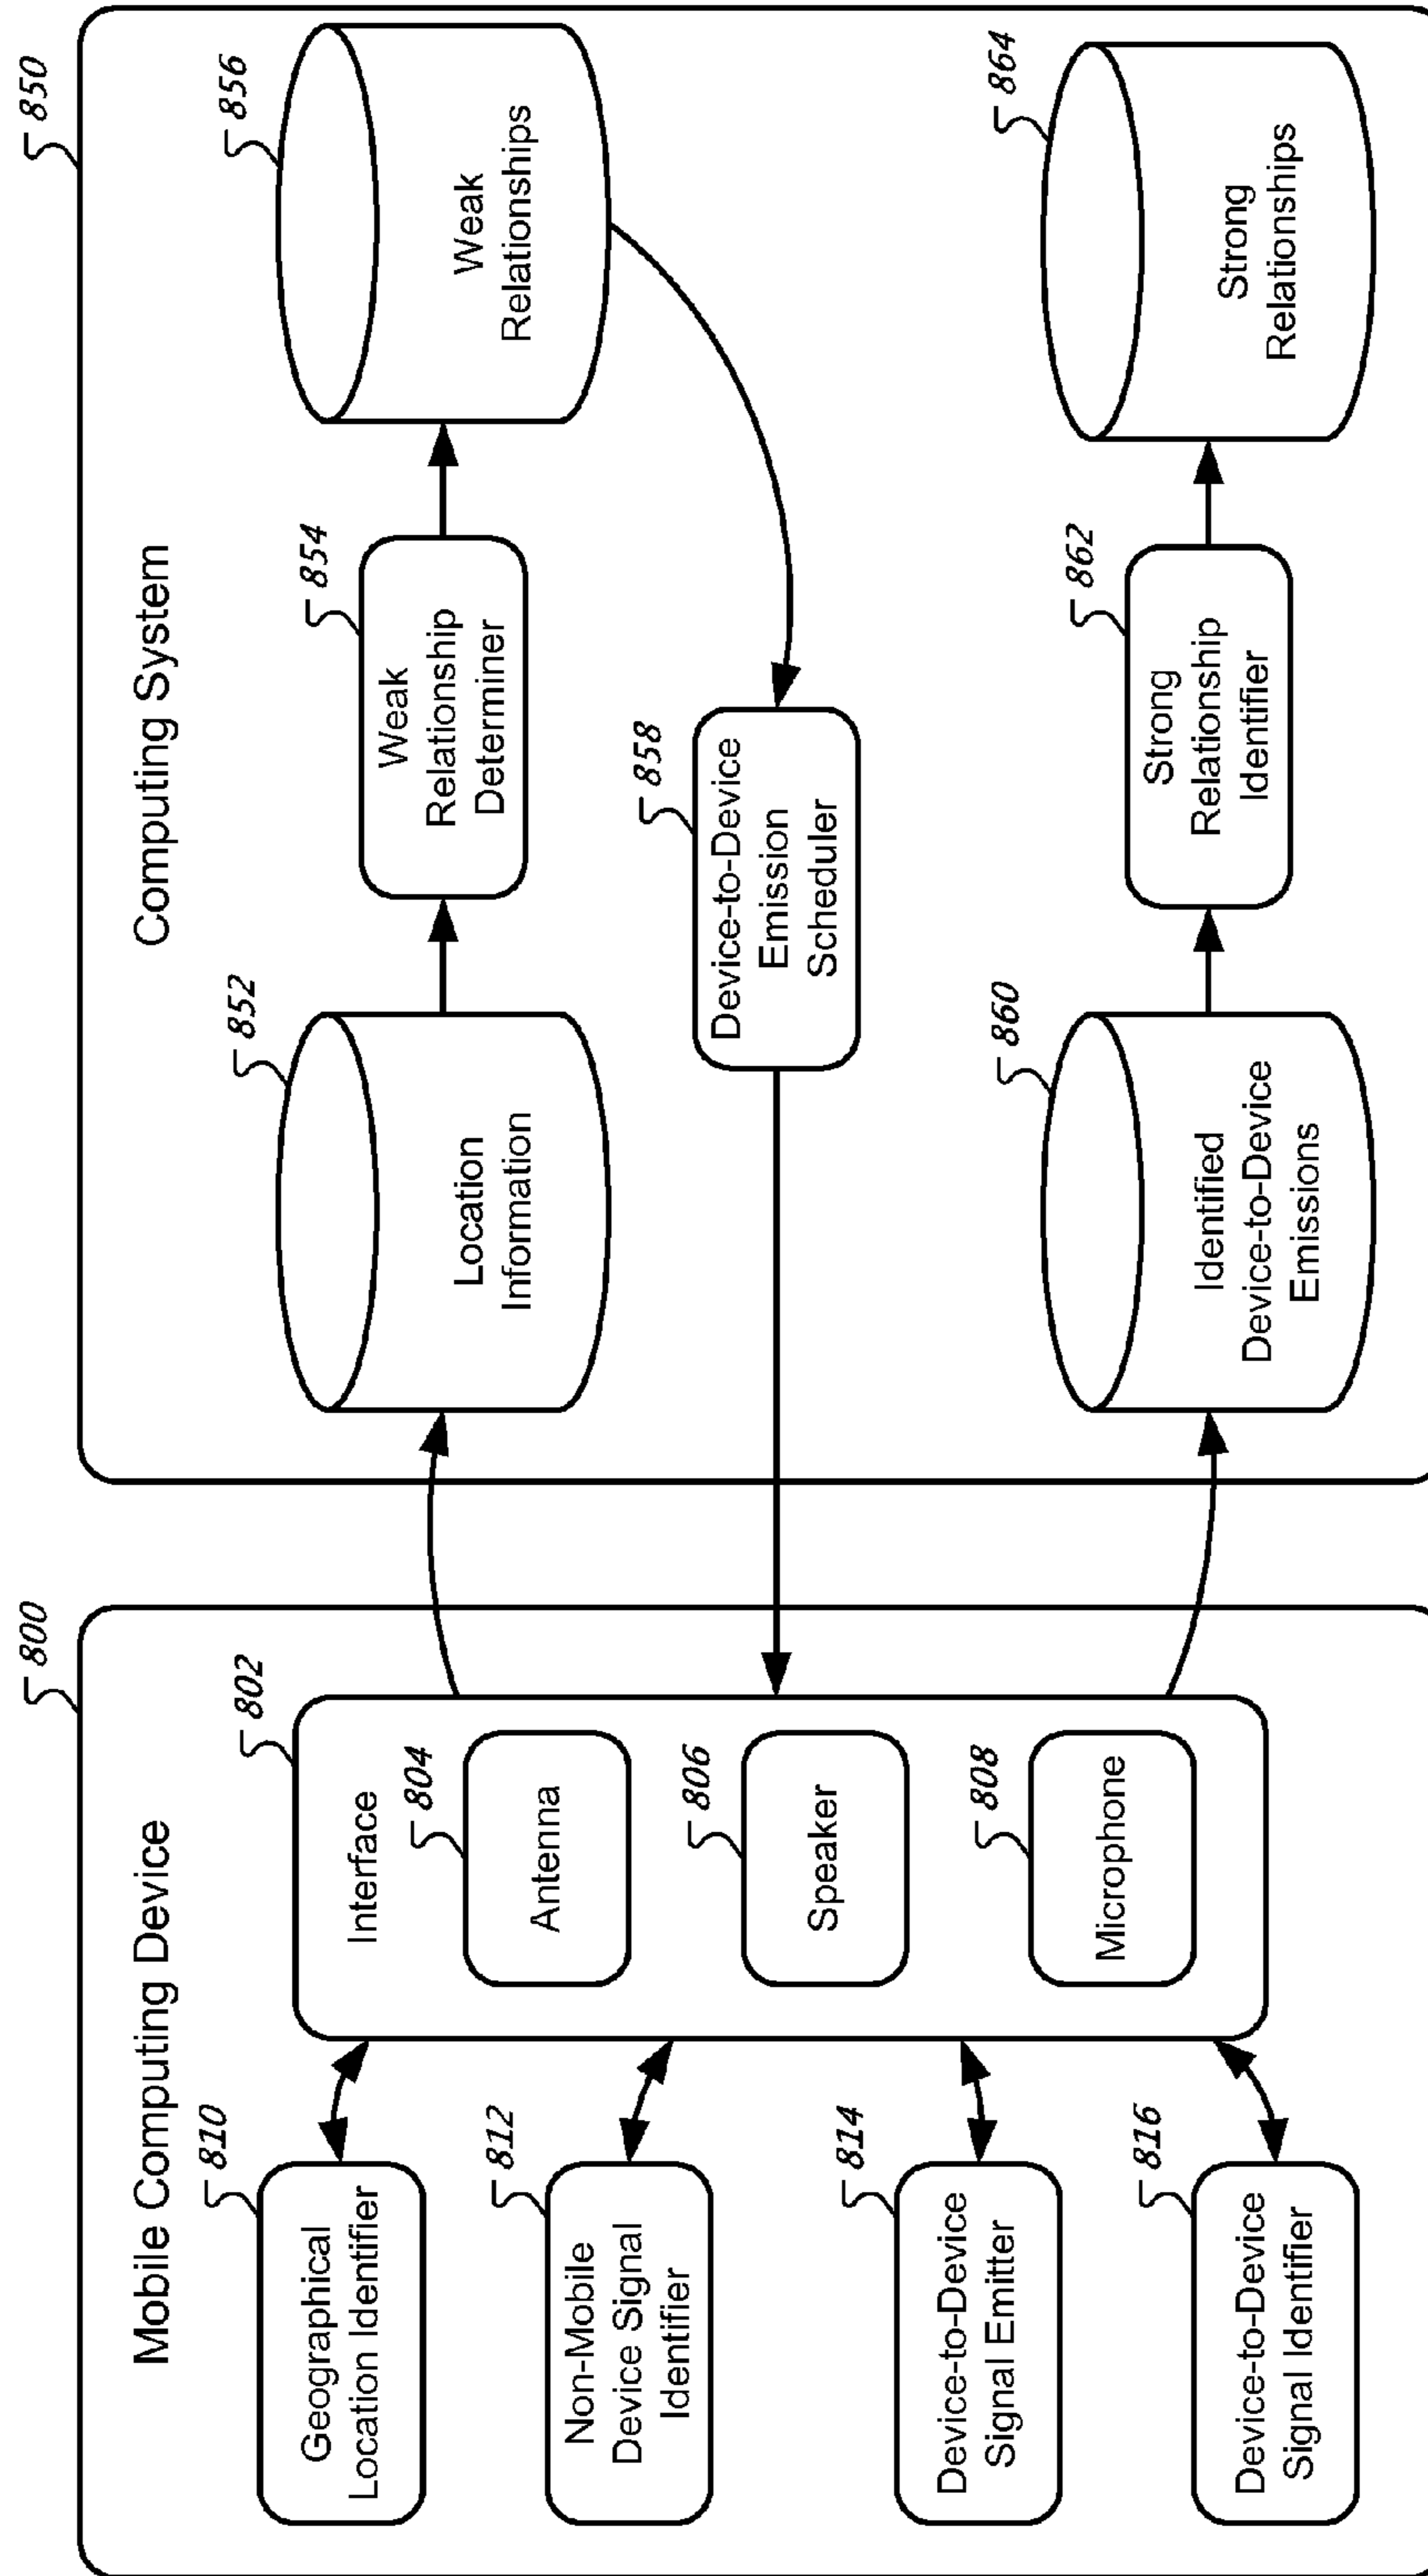 800
Mobile Computing Device
810
Geographical
Location Identifier
812
Non-Mobile
Device Signal
Identifier
814
Device-to-Device
Signal Emitter
816
Device-to-Device
Signal Identifier
802
Interface
804
Antenna
806
Speaker
808
Microphone
850
Computing System
852
Location
Information
854
Weak
Relationship
Determiner
856
Weak
Relationships
858
Device-to-Device
Emission
Scheduler
860
Identified
Device-to-Device
Emissions
862
Strong
Relationship
Identifier
864
Strong
Relationships